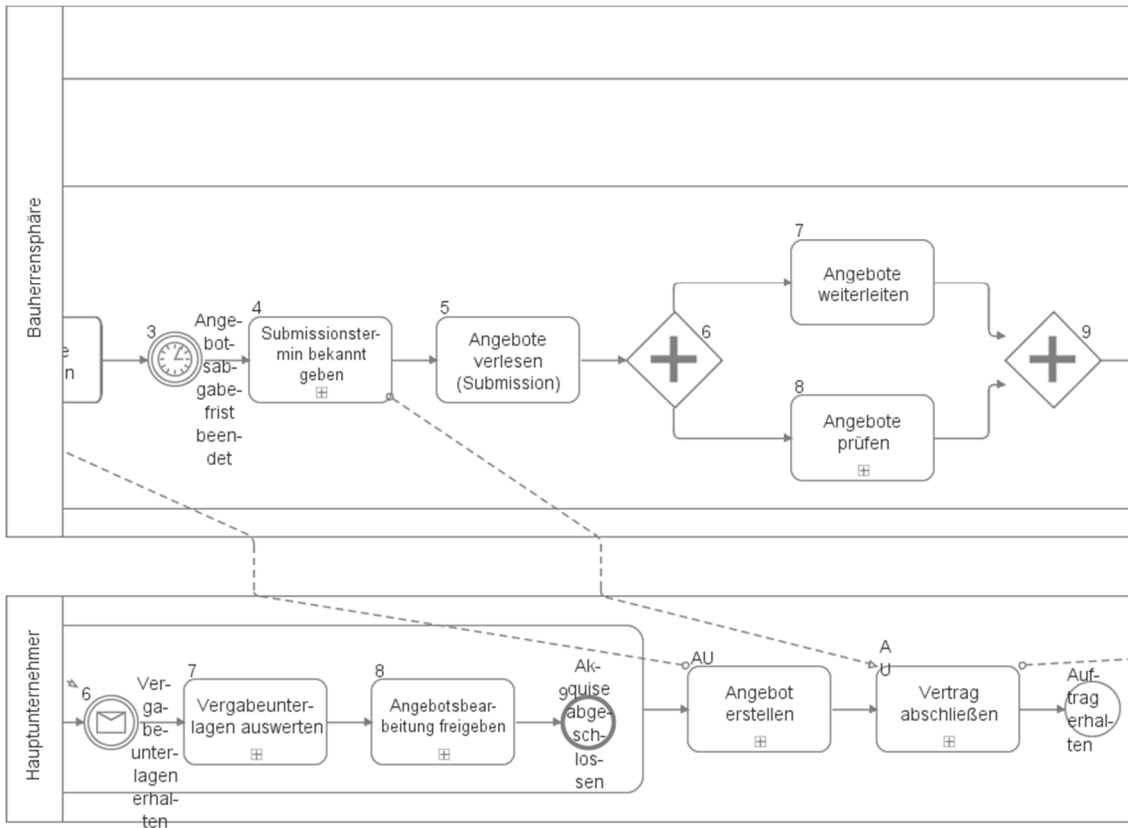 Bauherrensphäre
e
n
3
Ange-
bot-
sab-
gabe-
frist
been-
det
4
Submissionster-
min bekannt
geben
5
Angebote
verlesen
(Submission)
6
7
Angebote
weiterleiten
8
Angebote
prüfen
9
Hauptunternehmer
6
Ver-
ga-
be-
unter-
lagen
erhal-
ten
7
Vergabeunter-
lagen auswerten
8
Angebotsbear-
beitung freigeben
9
Ak-
quise
abge-
sch-
los-
sen
AU
Angebot
erstellen
A
U
Vertrag
abschließen
Auf-
trag
erhal-
ten